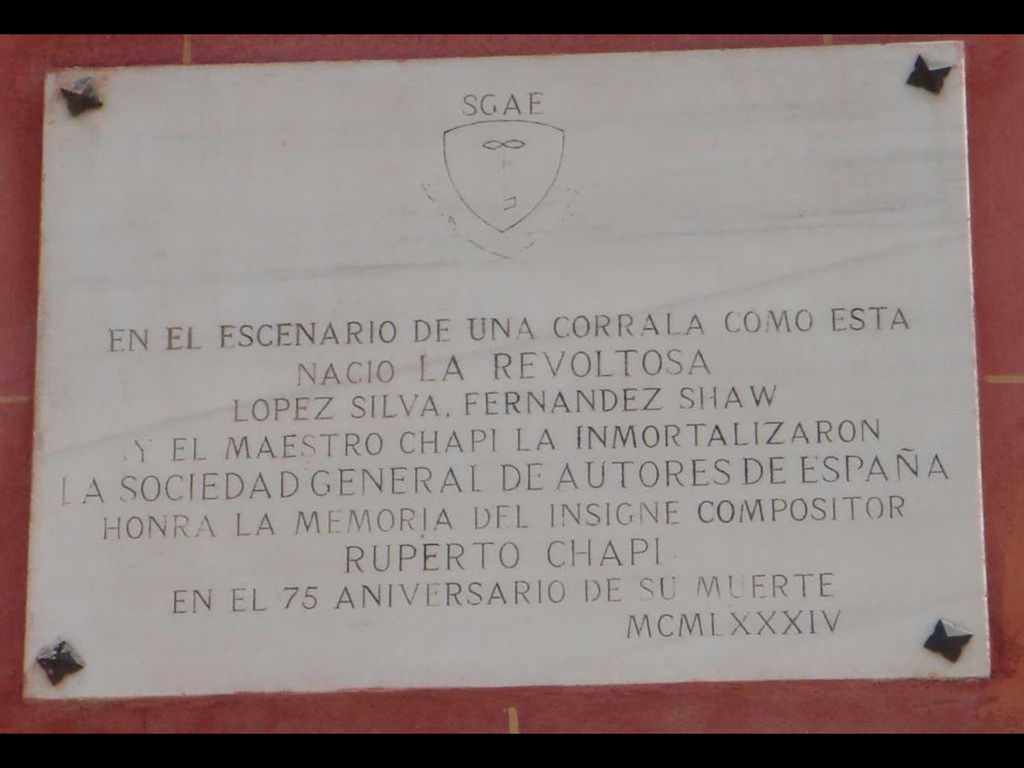 SGAE
EN EL ESCENARIO DE UNA CORRALA COMO ESTA
NACIO LA REVOLTOSA
LOPEZ SILVA, FERNANDEZ SHAW
Y EL MAESTRO CHAPI LA INMORTALIZARON
LA SOCIEDAD GENERAL DE AUTORES DE ESPAÑA
HONRA LA MEMORIA DEL INSIGNE COMPOSITOR
RUPERTO CHAPI
EN EL 75 ANIVERSARIO DE SU MUERTE
MCMLXXXIV